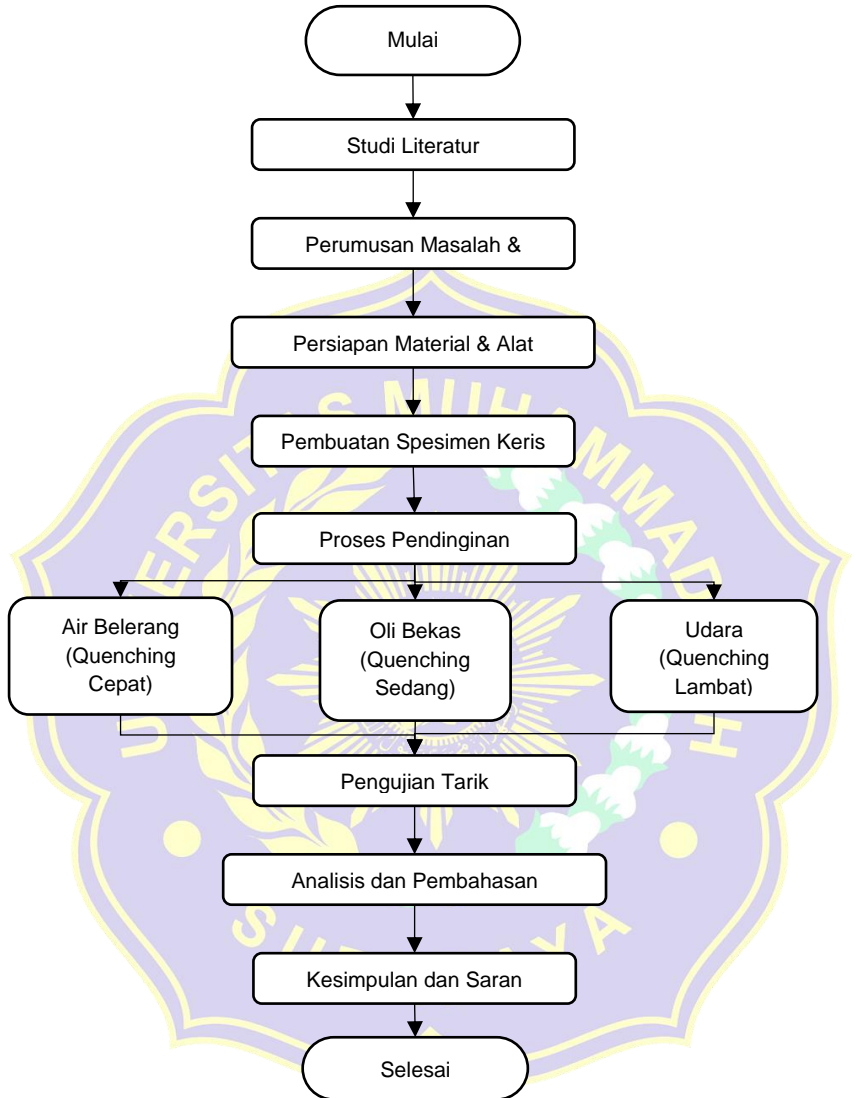 Mulai
Studi Literatur
Perumusan Masalah &
Persiapan Material & Alat
Pembuatan Spesimen Keris
Proses Pendinginan
Air Belerang
(Quenching
Cepat)
Oli Bekas
(Quenching
Sedang)
Udara
(Quenching
Lambat)
Pengujian Tarik
Analisis dan Pembahasan
Kesimpulan dan Saran
Selesai